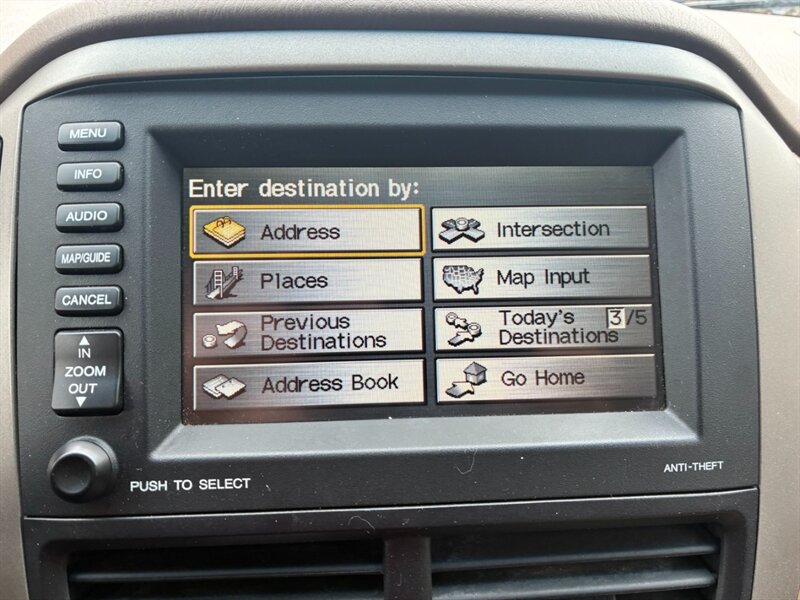 MENU
INFO
AUDIO
MAP/GUIDE
CANCEL
IN
ZOOM
OUT
PUSH TO SELECT
Enter destination by:
Address
Intersection
Places
Map Input
Previous
Destinations
Today's 3/5
Destinations
Address Book
Go Home
ANTI-THEFT